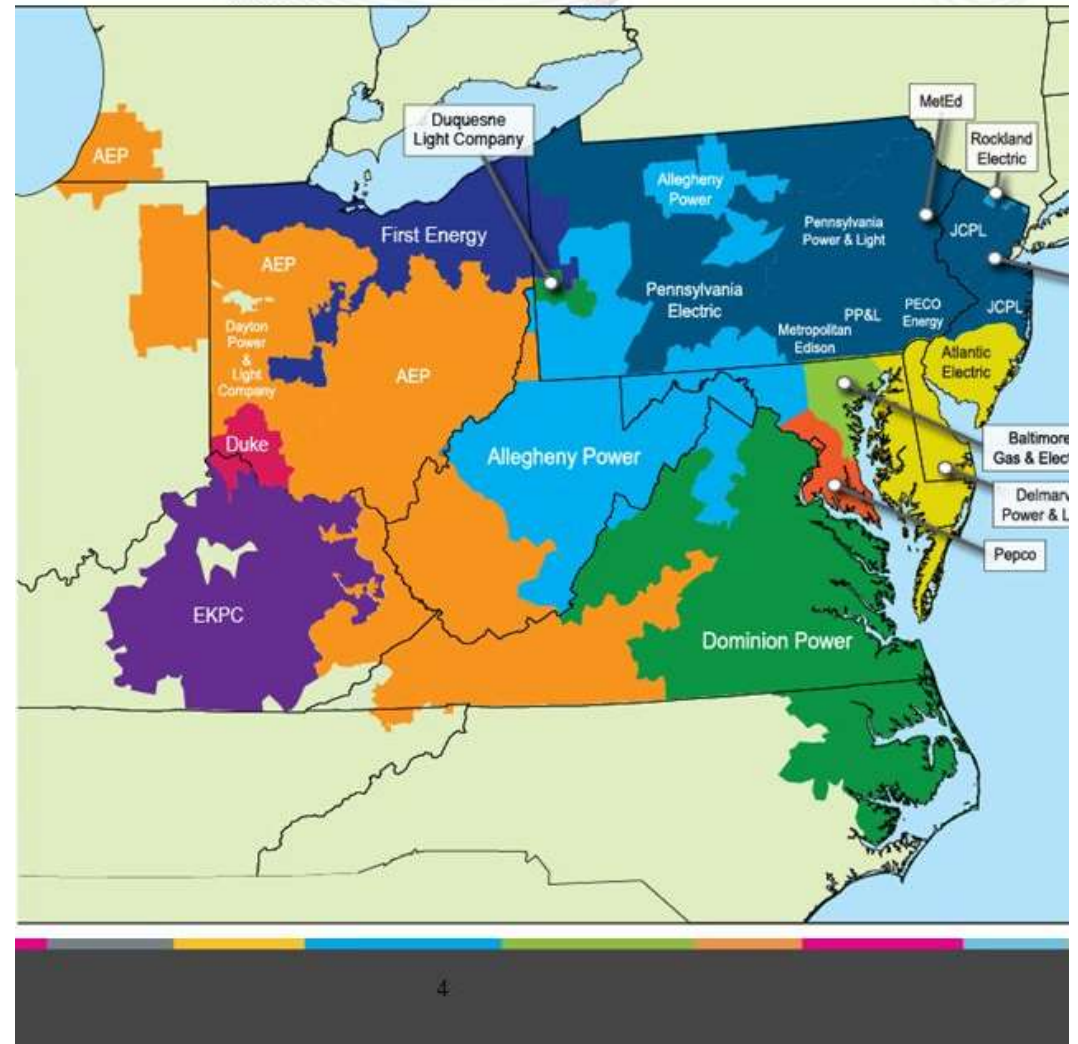 MetEd
Duquesne
Light Company
Rockland
Electric
AEP
Allegheny
Power
Pennsylvania
Power & Light
JCPL
First Energy
AEP
Pennsylvania
Electric
Dayton
Power
&
Light
Company
PP&L
PECO
Energy
JCPL
Metropolitan
Edison
AEP
Atlantic
Electric
Duke
Allegheny Power
Baltimore
Gas & Elect
Delmarv
Power & L
Pepco
EKPC
Dominion Power
4